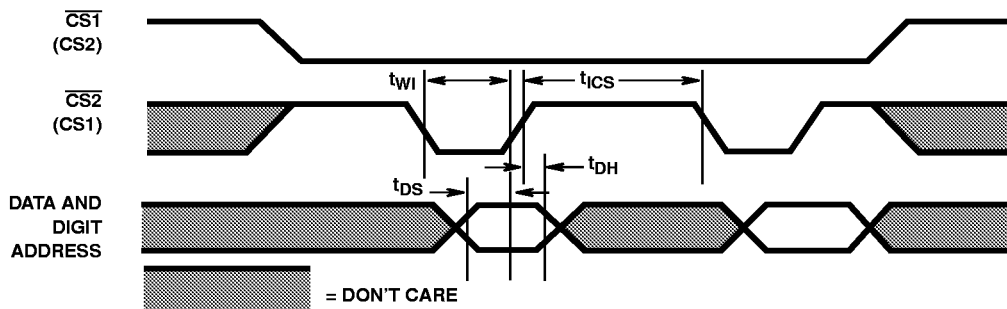 CS1
(CS2)
tWI
tICS
CS2
(CS1)
tDH
tDS
DATA AND
DIGIT
ADDRESS
= DON'T CARE